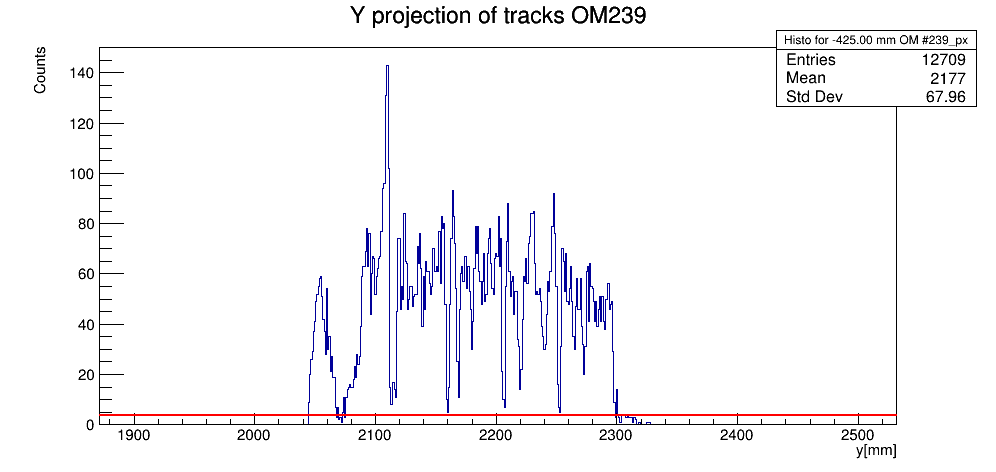 Y projection of tracks OM239
Histo for -425.00 mm OM #239_px
Entries 12709
Mean 2177
Std Dev 67.96
Counts
140
120
100
80
60
40
20
0
1900 2000 2100 2200 2300 2400 2500
y[mm]